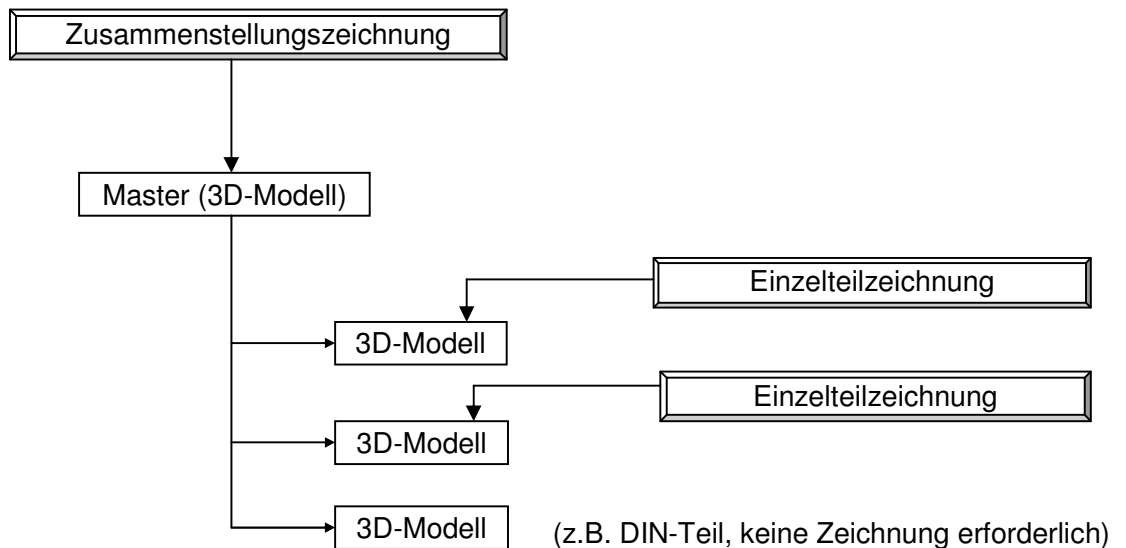 Zusammenstellungszeichnung
Master (3D-Modell)
Einzelteilzeichnung
3D-Modell
Einzelteilzeichnung
3D-Modell
3D-Modell
(z.B. DIN-Teil, keine Zeichnung erforderlich)